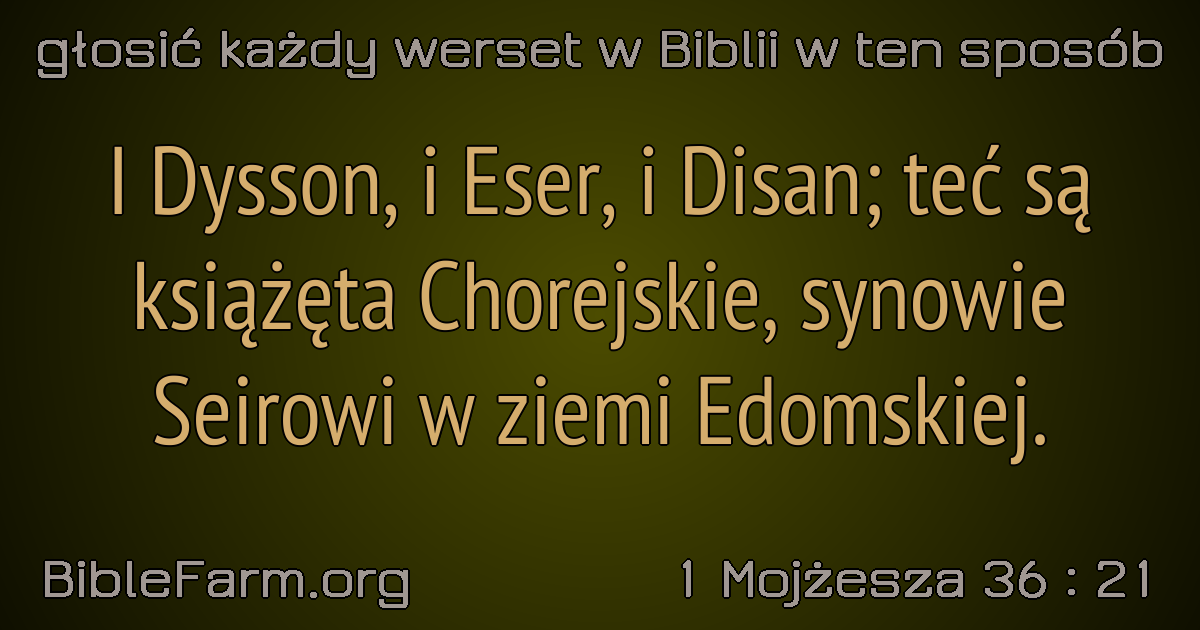 głosić każdy werset w Biblii w ten sposób
I Dysson, i Eser, i Disan; teć są
książęta Chorejskie, synowie
Seirowi w ziemi Edomskiej.
BibleFarm.org
1 Mojżesza 36 : 21